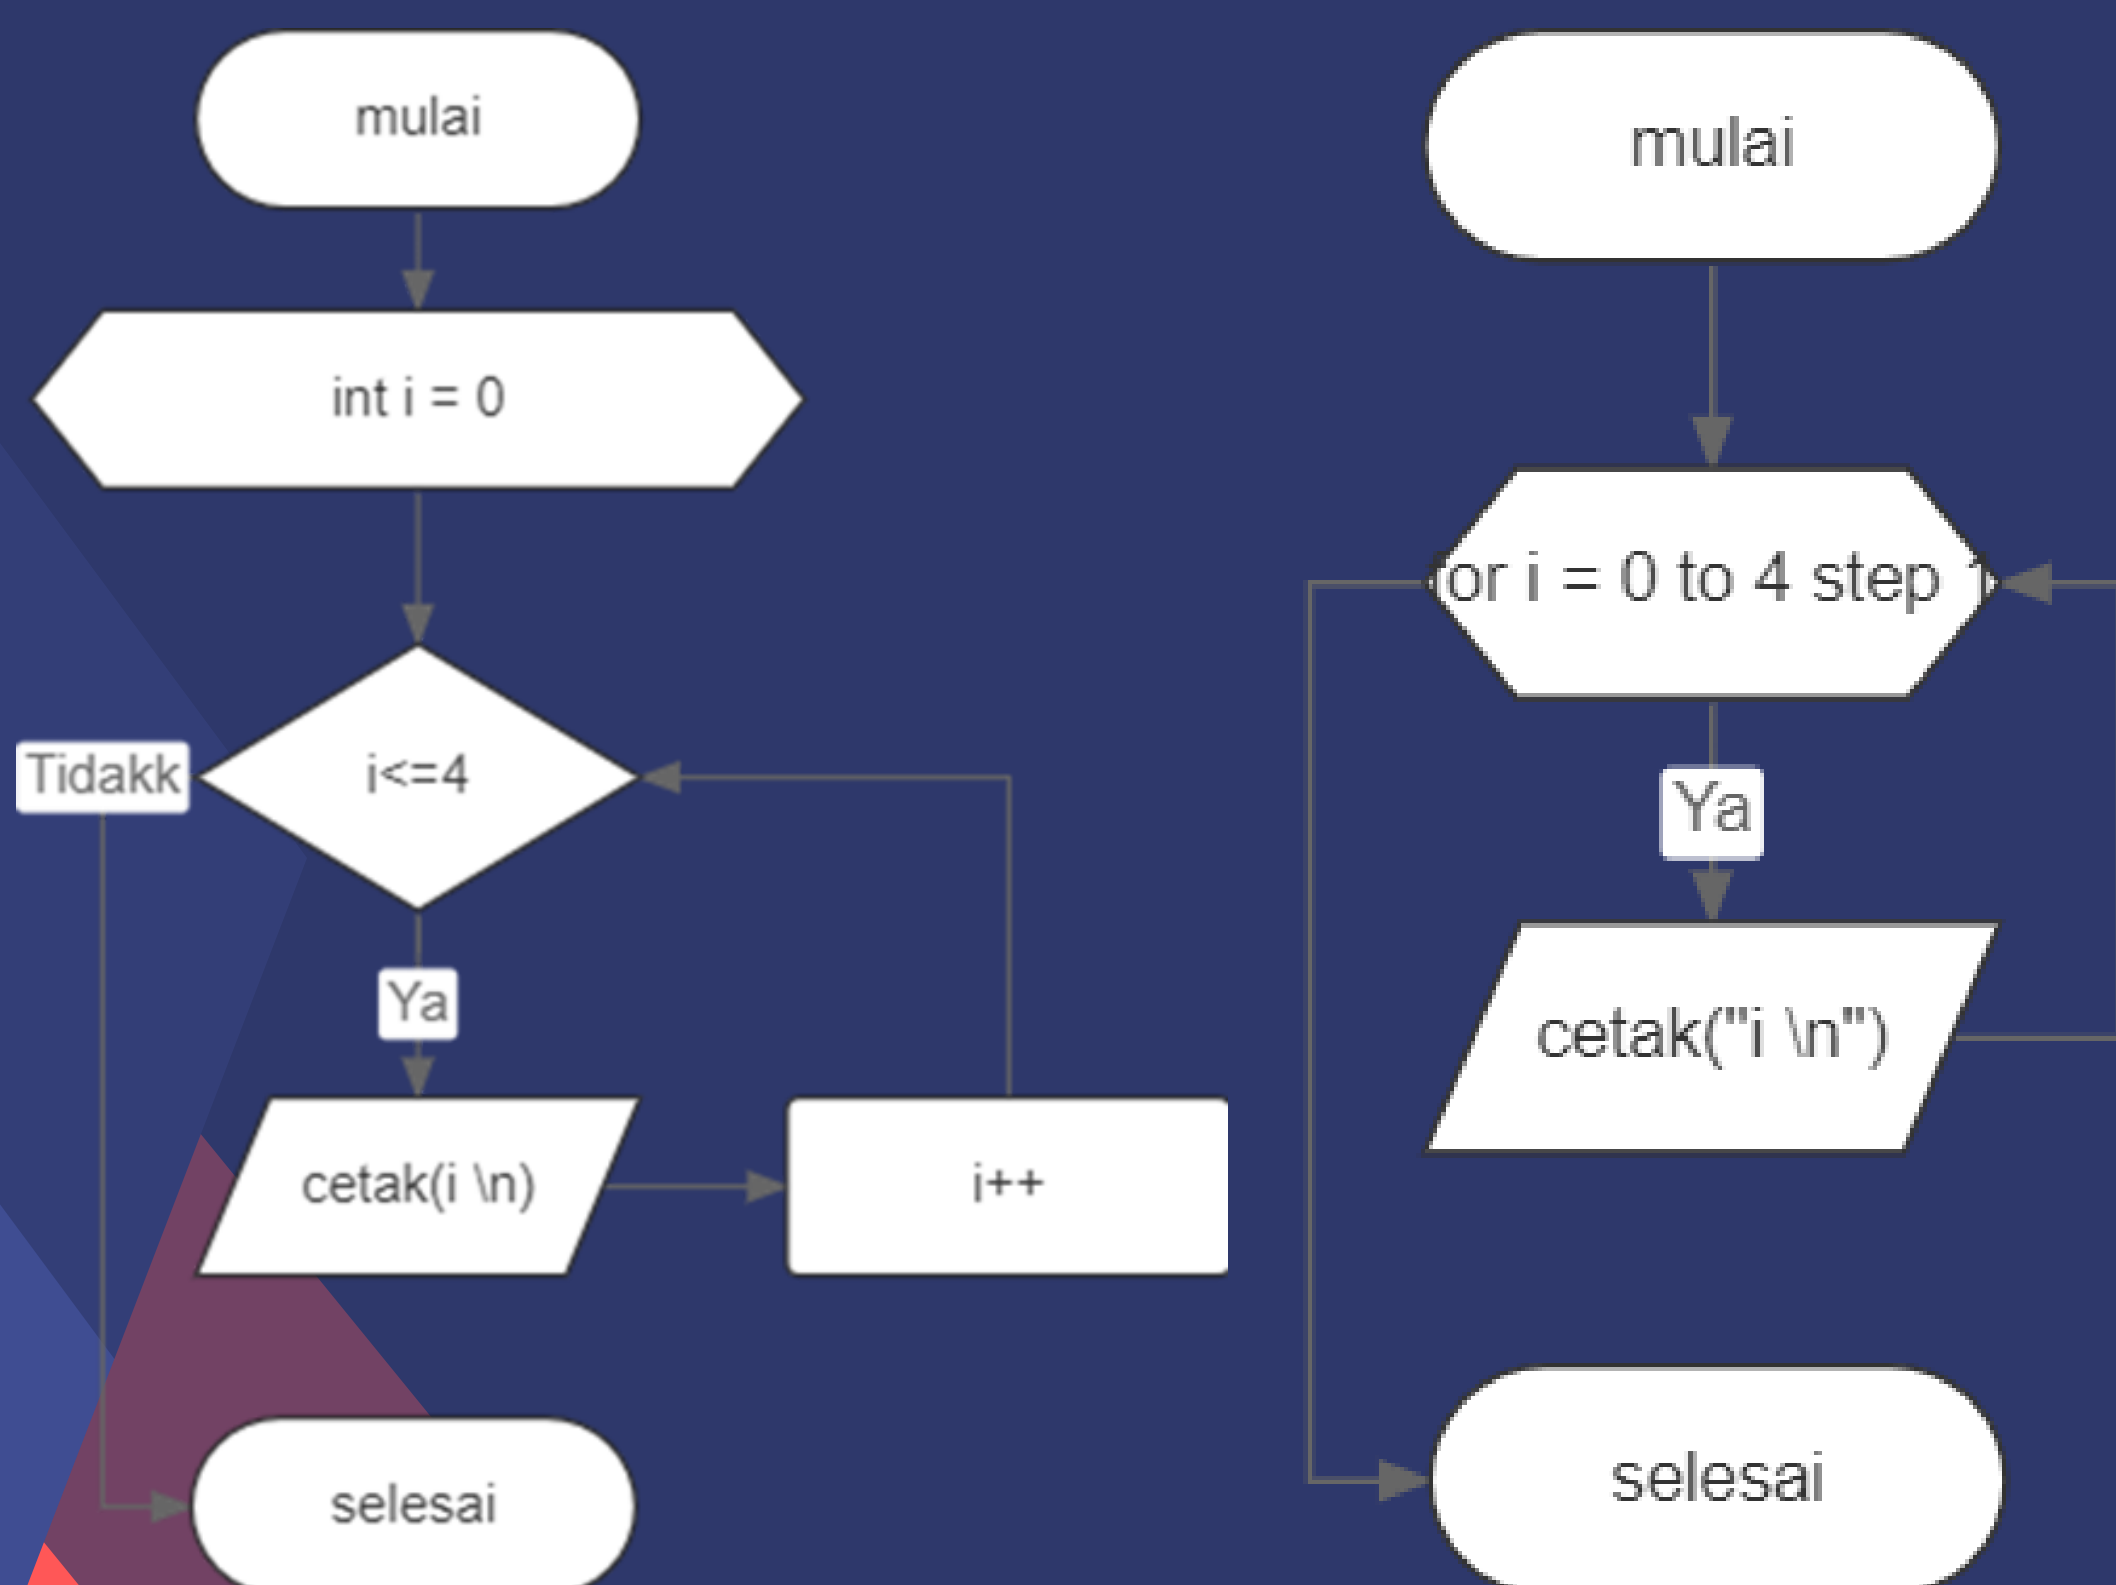 mulai
int i = 0
i<=4
Tidakk
Ya
cetak(i \n)
i++
selesai
mulai
or i = 0 to 4 step
Ya
cetak("i \n")
selesai